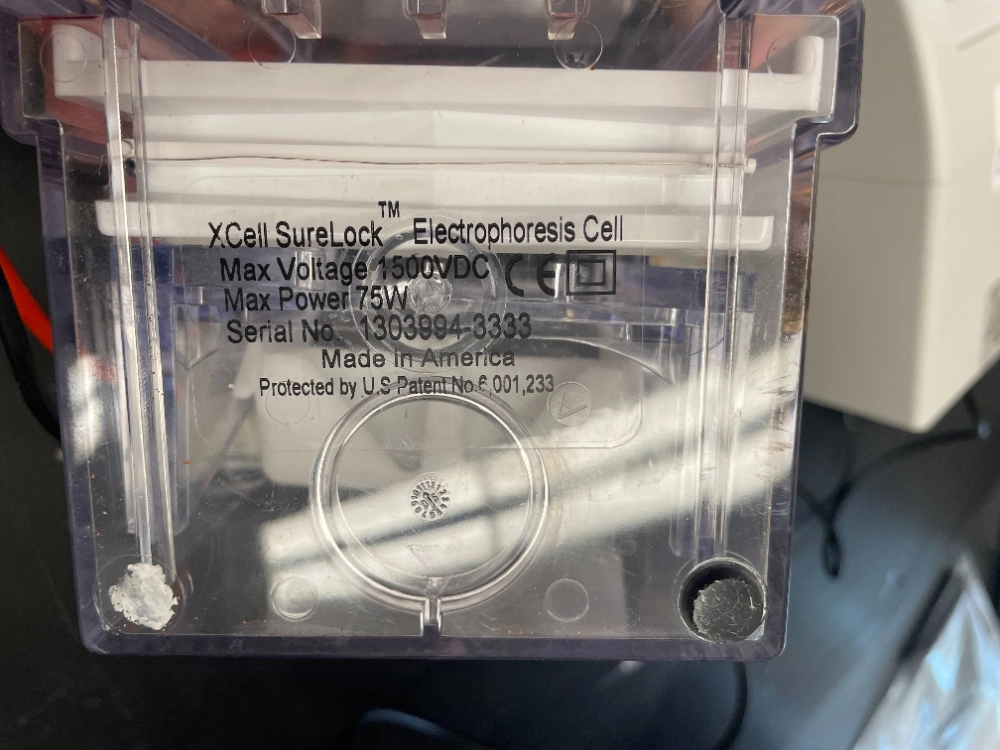 XCell SureLock™ Electrophoresis Cell
Max Voltage 1500VDC CE
Max Power 75W
Serial No. 1303994-3333
Made in America
Protected by U.S Patent No.6,001,233